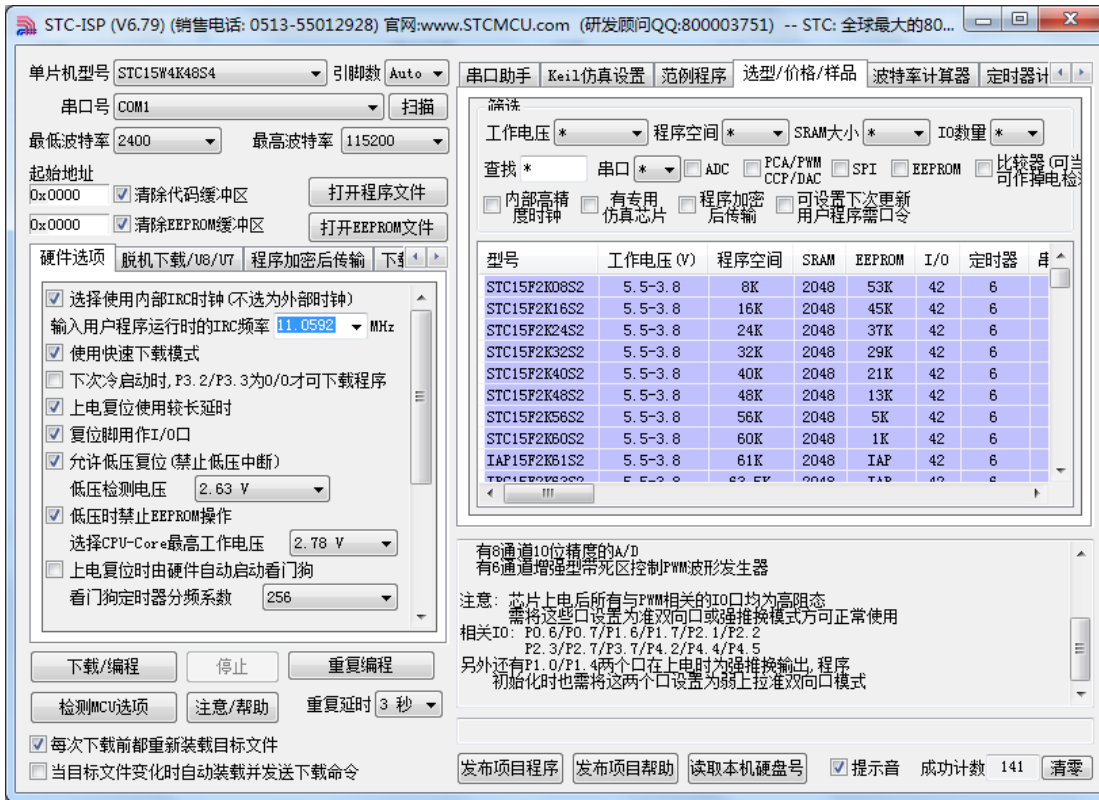 STC-ISP (V6.79) (销售电话: 0513-55012928) 官网:www.STCMCU.com (研发顾问QQ:800003751) -- STC: 全球最大的80...
单片机型号 STC15W4K48S4 引脚数 Auto
串口号 COM1 扫描
最低波特率 2400 最高波特率 115200
起始地址
0x0000 清除代码缓冲区 打开程序文件
0x0000 清除EEPROM缓冲区 打开EEPROM文件
硬件选项 脱机下载/U8/U7 程序加密后传输
选择使用内部IRC时钟(不选为外部时钟)
输入用户程序运行时的IRC频率 11.0592 MHz
使用快速下载模式
下次冷启动时,P3.2/P3.3为0/0才可下载程序
上电复位使用较长延时
复位脚用作I/O口
允许低压复位(禁止低压中断)
低压检测电压 2.63 V
低压时禁止EEPROM操作
选择CPU-Core最高工作电压 2.78 V
上电复位时由硬件自动启动看门狗
看门狗定时器分频系数 256
下载/编程 停止 重复编程
检测MCU选项 注意/帮助 重复延时 3 秒
每次下载前都重新装载目标文件
当目标文件变化时自动装载并发送下载命令
串口助手 Keil仿真设置 范例程序 选型/价格/样品 波特率计算器 定时器计
筛选
工作电压 * 程序空间 * SRAM大小 * IO数量 *
查找 * 串口 * ADC PCA/PWM CCP/DAC SPI EEPROM 比较器(可当 可作掉电检
内部高精度时钟 有专用仿真芯片 程序加密后传输 可设置下次更新用户程序需口令
型号 工作电压(V) 程序空间 SRAM EEPROM I/O 定时器 串
STC15F2K08S2 5.5-3.8 8K 2048 53K 42 6
STC15F2K16S2 5.5-3.8 16K 2048 45K 42 6
STC15F2K24S2 5.5-3.8 24K 2048 37K 42 6
STC15F2K32S2 5.5-3.8 32K 2048 29K 42 6
STC15F2K40S2 5.5-3.8 40K 2048 21K 42 6
STC15F2K48S2 5.5-3.8 48K 2048 13K 42 6
STC15F2K56S2 5.5-3.8 56K 2048 5K 42 6
STC15F2K60S2 5.5-3.8 60K 2048 1K 42 6
IAP15F2K61S2 5.5-3.8 61K 2048 IAP 42 6
有8通道10位精度的A/D
有6通道增强型带死区控制PWM波形发生器
注意: 芯片上电后所有与PWM相关的IO口均为高阻态
需将这些口设置为准双向口或强推挽模式方可正常使用
相关IO: P0.6/P0.7/P1.6/P1.7/P2.1/P2.2
P2.3/P2.7/P3.7/P4.2/P4.4/P4.5
另外还有P1.0/P1.4两个口在上电时为强推挽输出,程序
初始化时也需将这两个口设置为弱上拉准双向口模式
发布项目程序 发布项目帮助 读取本机硬盘号 提示音 成功计数 141 清零